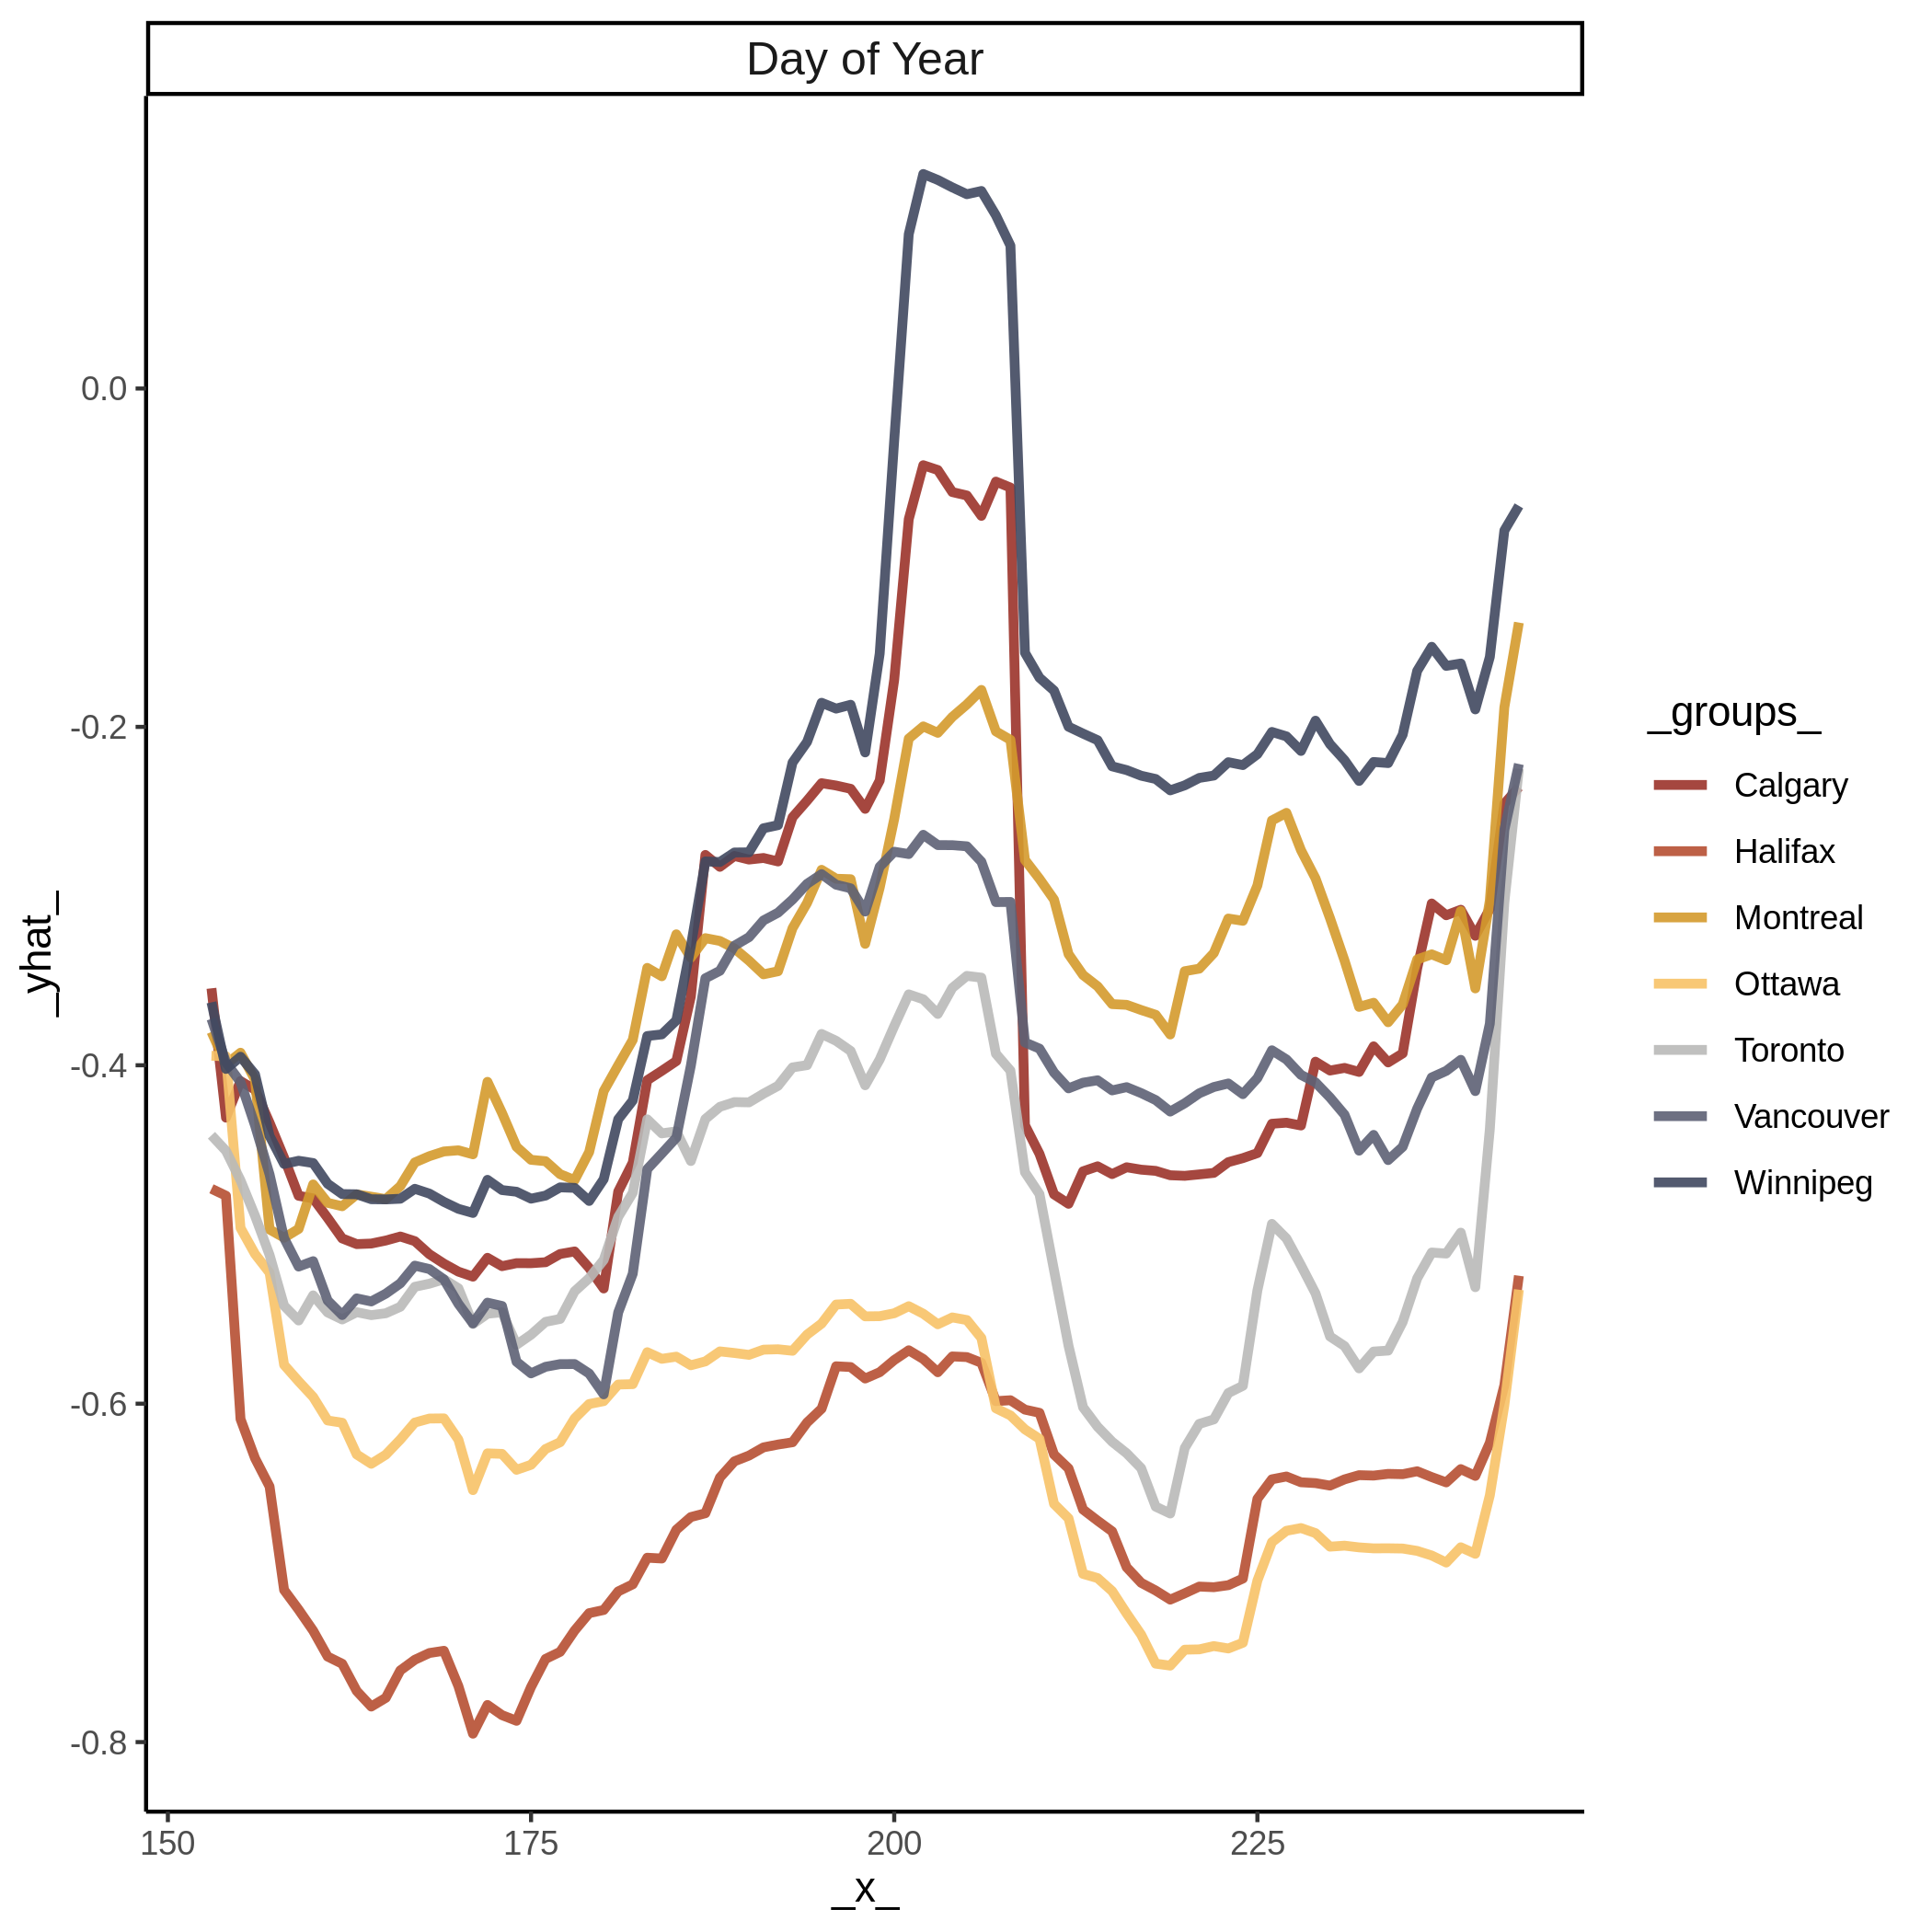 Day of Year
0.0
-0.2
-0.4
-0.6
-0.8
_yhat_
150 175 200 225
_x_
_groups_
Calgary
Halifax
Montreal
Ottawa
Toronto
Vancouver
Winnipeg